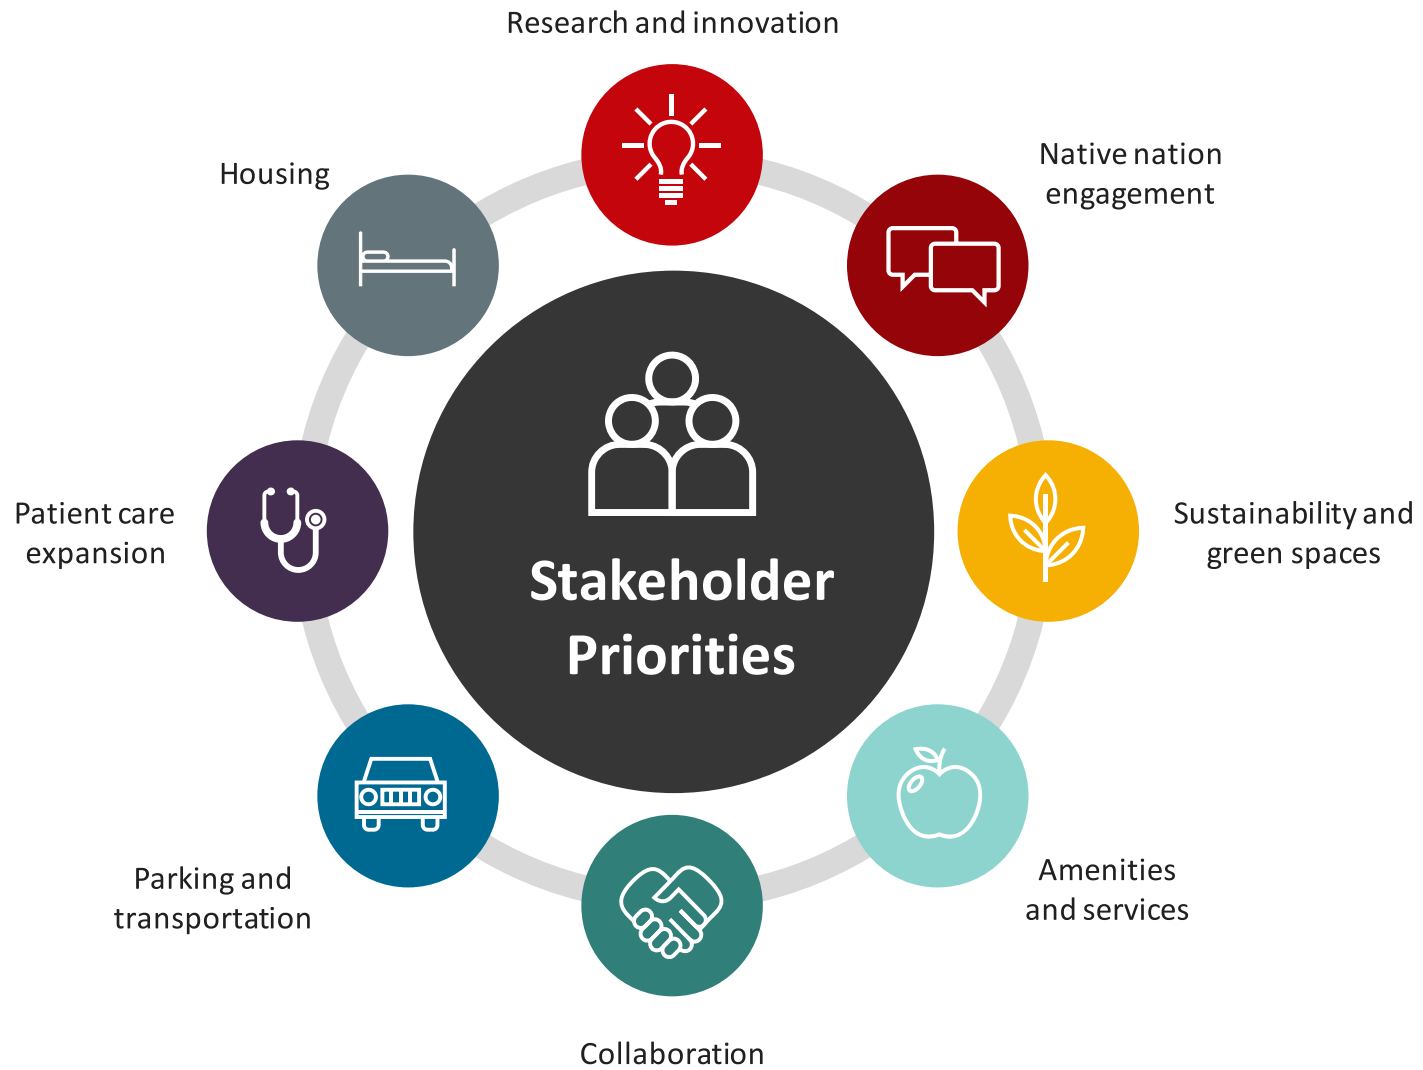 Research and innovation
Native nation
engagement
Sustainability and
green spaces
Amenities
and services
Collaboration
Parking and
transportation
Patient care
expansion
Housing
Stakeholder
Priorities